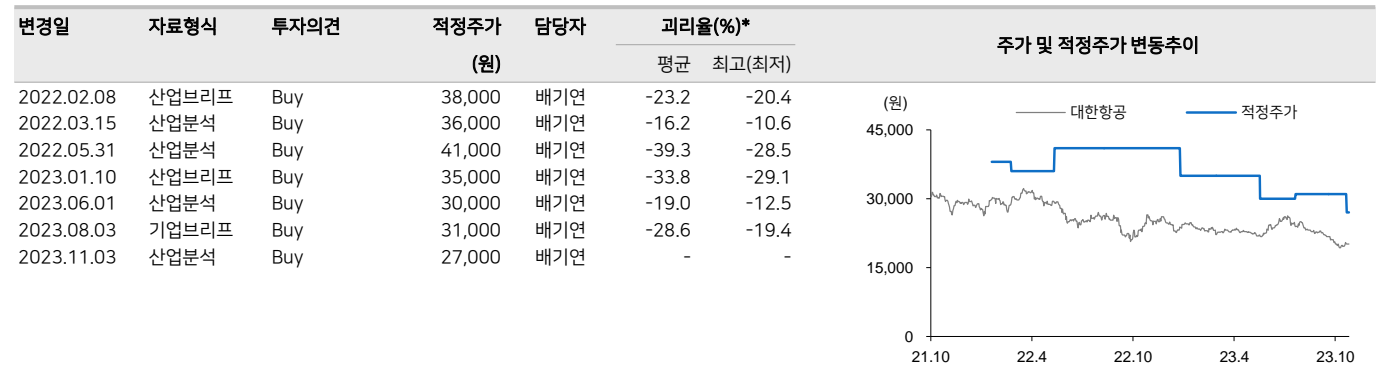 변경일 자료형식 투자의견 적정주가 담당자 괴리율(%)* 주가 및 적정주가 변동추이
(원) 평균 최고(최저)
2022.02.08 산업브리프 Buy 38,000 배기연 -23.2 -20.4
2022.03.15 산업분석 Buy 36,000 배기연 -16.2 -10.6
2022.05.31 산업분석 Buy 41,000 배기연 -39.3 -28.5
2023.01.10 산업브리프 Buy 35,000 배기연 -33.8 -29.1
2023.06.01 산업분석 Buy 30,000 배기연 -19.0 -12.5
2023.08.03 기업브리프 Buy 31,000 배기연 -28.6 -19.4
2023.11.03 산업분석 Buy 27,000 배기연 - -
(원) 대한항공 적정주가
45,000
30,000
15,000
0
21.10 22.4 22.10 23.4 23.10